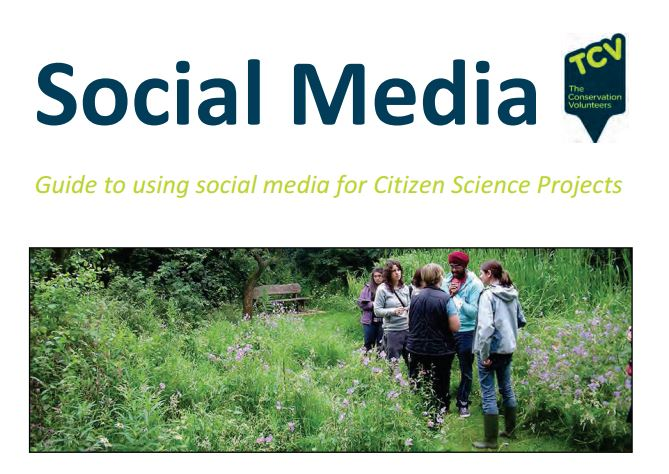 Social Media
TCV
The
Conservation
Volunteers
Guide to using social media for Citizen Science Projects